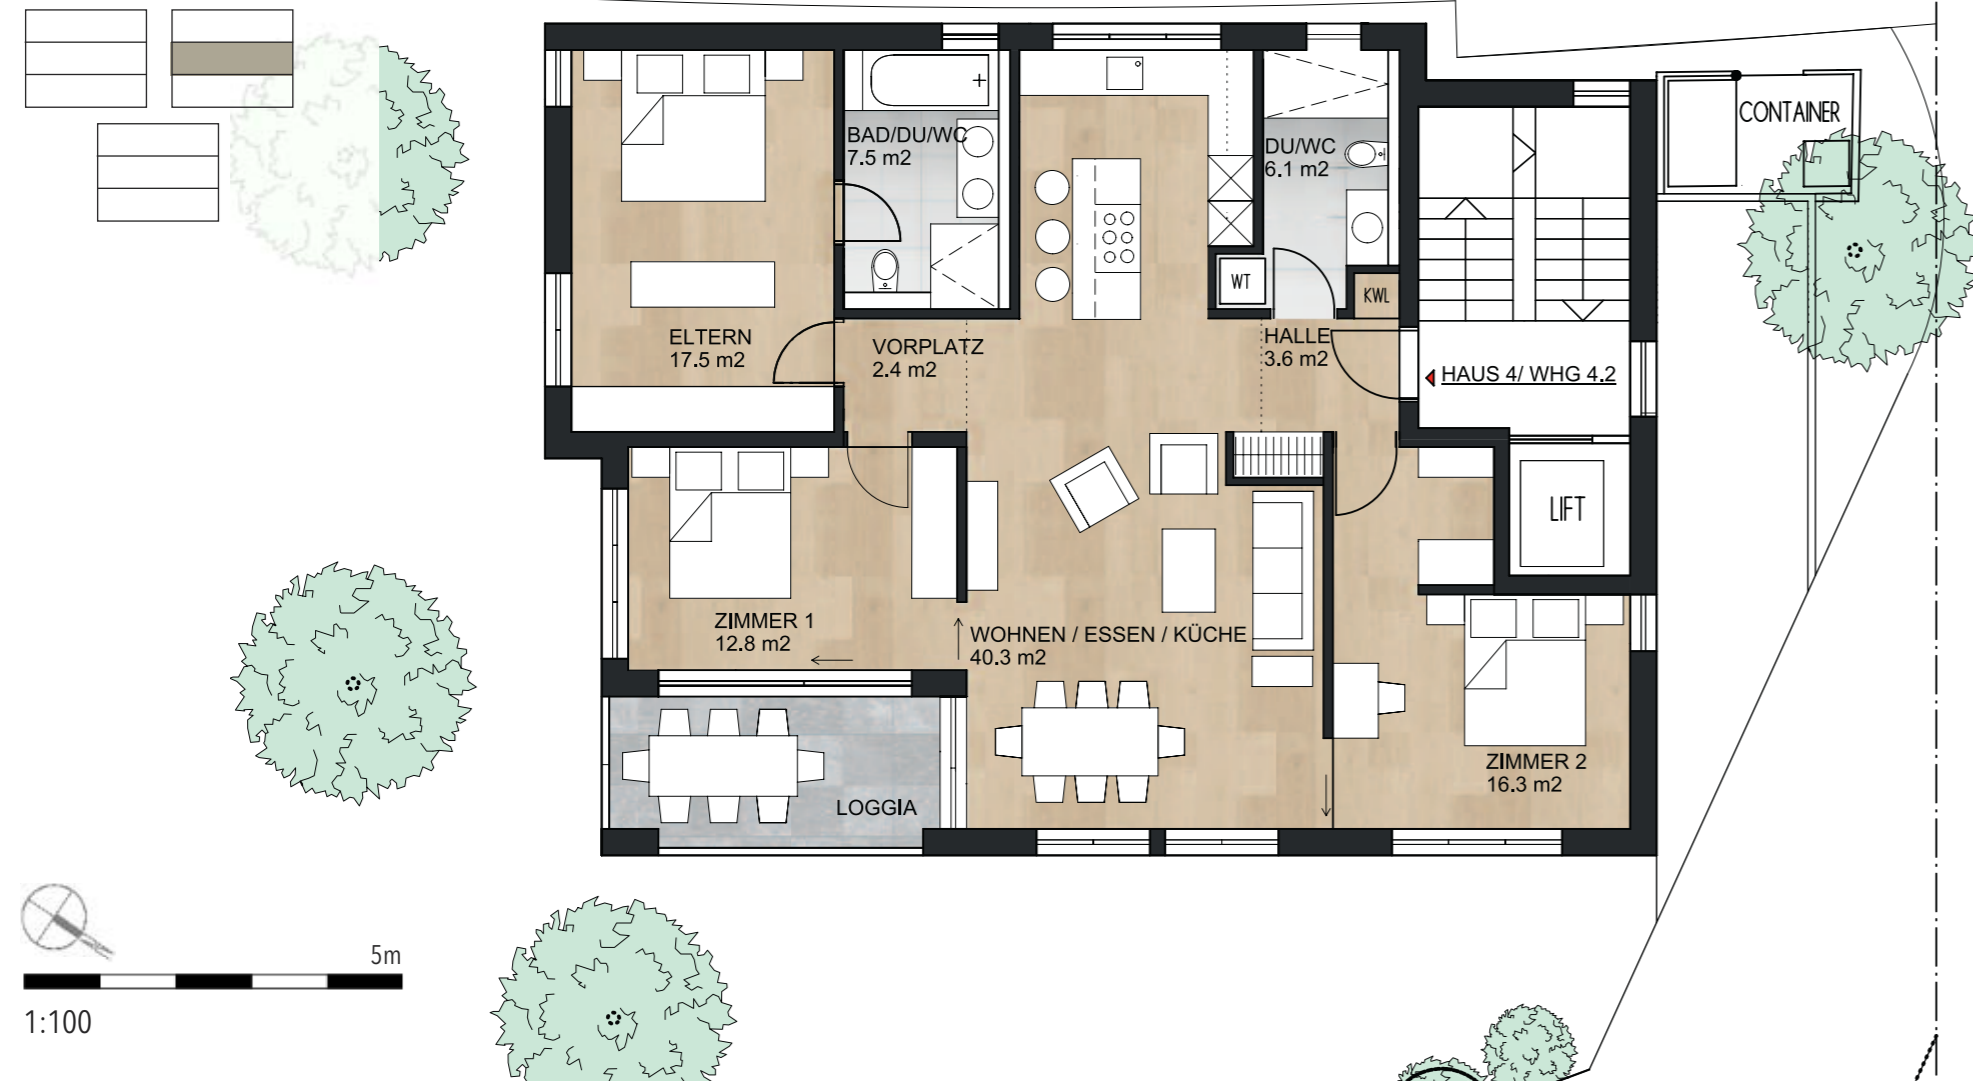 CONTAINER
BAD/DU/WC
7.5 m2
DU/WC
6.1 m2
WT
KWL
ELTERN
17.5 m2
VORPLATZ
2.4 m2
HALLE
3.6 m2
HAUS 4/ WHG 4.2
LIFT
ZIMMER 1
12.8 m2
WOHNEN / ESSEN / KÜCHE
40.3 m2
ZIMMER 2
16.3 m2
LOGGIA
5m
1:100